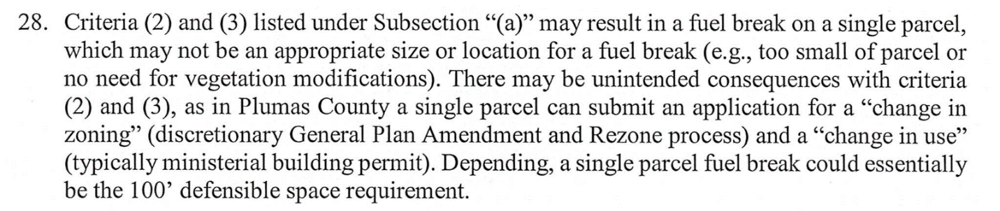 28. Criteria (2) and (3) listed under Subsection “(a)” may result in a fuel break on a single parcel,
which may not be an appropriate size or location for a fuel break (e.g., too small of parcel or
no need for vegetation modifications). There may be unintended consequences with criteria
(2) and (3), as in Plumas County a single parcel can submit an application for a “change in
zoning” (discretionary General Plan Amendment and Rezone process) and a “change in use”
(typically ministerial building permit). Depending, a single parcel fuel break could essentially
be the 100’ defensible space requirement.